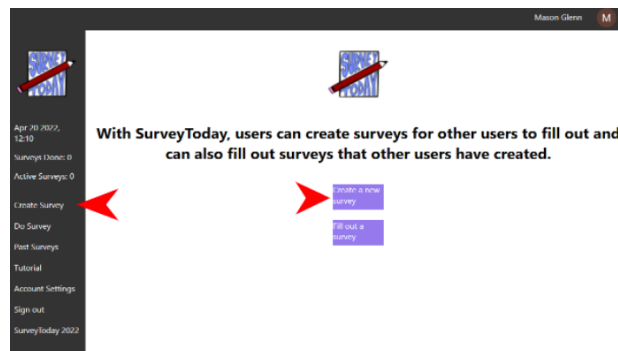 Mason Glenn M
SURVEY
TODAY
SURVEY
TODAY
Apr 20 2022,
12:10
Surveys Done: 0
Active Surveys: 0
Create Survey
Do Survey
Past Surveys
Tutorial
Account Settings
Sign out
SurveyToday 2022
With SurveyToday, users can create surveys for other users to fill out and
can also fill out surveys that other users have created.
Create a new
survey
Fill out a
survey